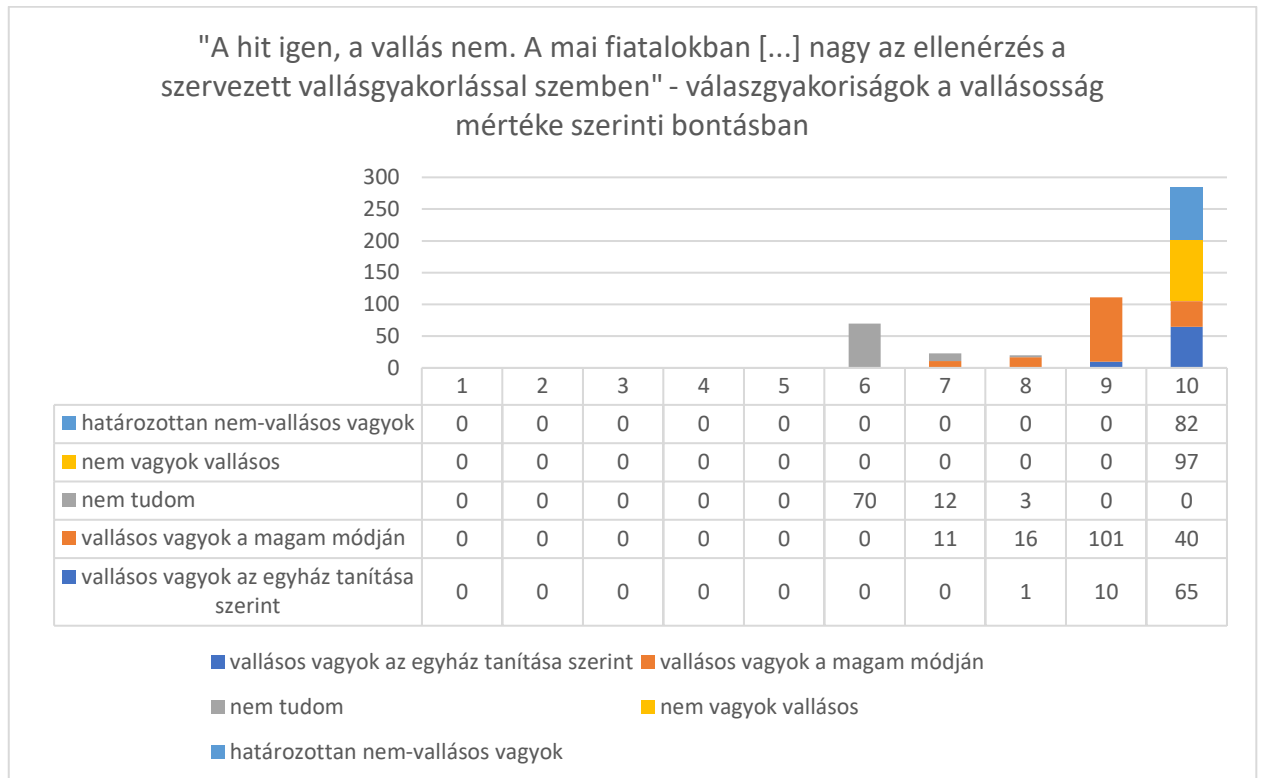 "A hit igen, a vallás nem. A mai fiatalokban [...] nagy az ellenérzés a
szervezett vallásgyakorlással szemben" - válaszgyakoriságok a vallásosság
mértéke szerinti bontásban
300
250
200
150
100
50
0
1 2 3 4 5 6 7 8 9 10
határozottan nem-vallásos vagyok 0 0 0 0 0 0 0 0 0 82
nem vagyok vallásos 0 0 0 0 0 0 0 0 0 97
nem tudom 0 0 0 0 0 70 12 3 0 0
vallásos vagyok a magam módján 0 0 0 0 0 0 11 16 101 40
vallásos vagyok az egyház tanítása
szerint 0 0 0 0 0 0 0 1 10 65
vallásos vagyok az egyház tanítása szerint vallásos vagyok a magam módján
nem tudom nem vagyok vallásos
határozottan nem-vallásos vagyok